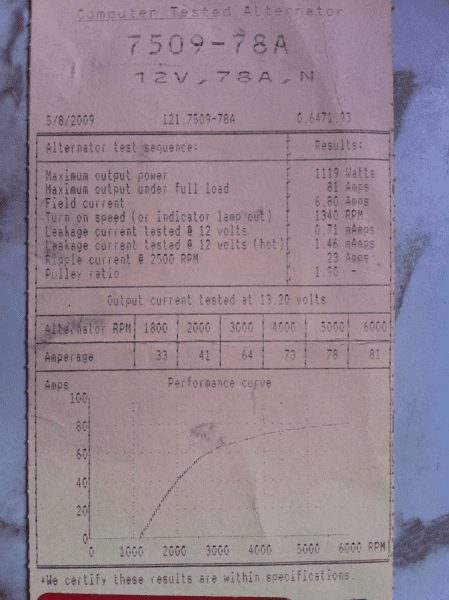 Computer Tested Alternator
7509-78A
12V,78A,N
5/8/2009 121.7509-78A G.6471.93
Alternator test sequence: Results:
Maximum output power 1119 Watts
Maximum output under full load 81 Amps
Field current 6.80 Amps
Turn on speed (or indicator lamp out) 1340 RPM
Leakage current tested @ 12 volts 0.71 mAmps
Leakage current tested @ 12 volts (hot) 1.46 mAmps
Ripple current @ 2500 RPM 23 Amps
Pulley ratio 1.90 -
Output current tested at 13.20 volts
Alternator RPM 1800 2000 3000 4000 5000 6000
Amperage 33 41 64 73 78 81
Amps Performance curve
100
80
60
40
20
0
0 1000 2000 3000 4000 5000 6000 RPM
*We certify these results are within specifications.